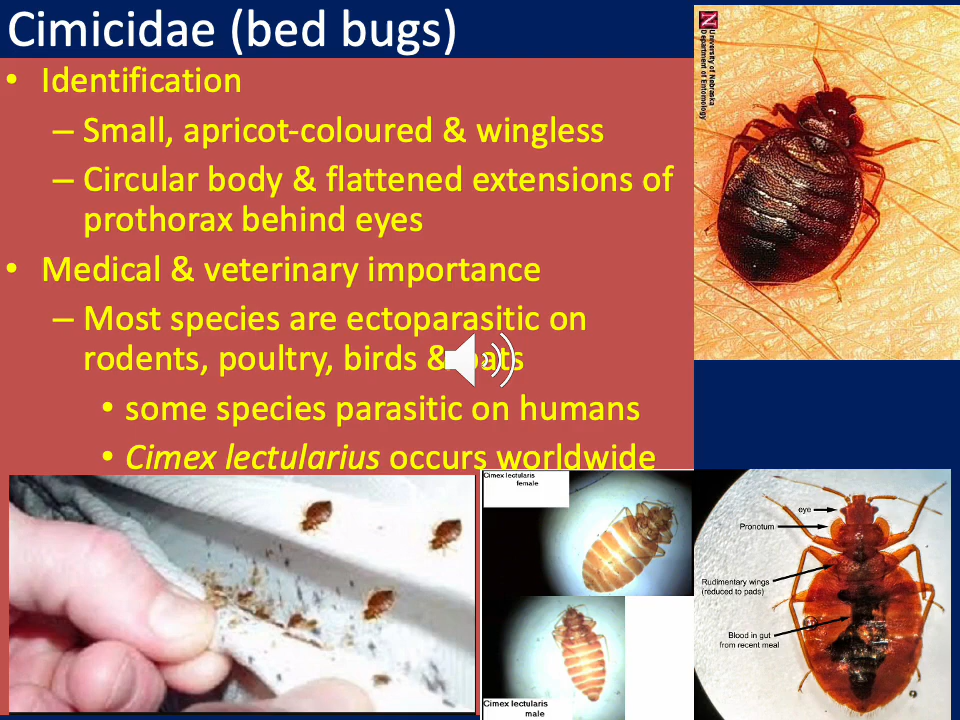 Cimicidae (bed bugs)
• Identification
– Small, apricot-coloured & wingless
– Circular body & flattened extensions of
prothorax behind eyes
• Medical & veterinary importance
– Most species are ectoparasitic on
rodents, poultry, birds & bats
• some species parasitic on humans
• Cimex lectularius occurs worldwide
N
University of Nebraska
Department of Entomology
Cimex lectularis
female
Cimex lectularis
male
eye
Pronotum
Rudimentary wings
(reduced to pads)
Blood in gut
from recent meal